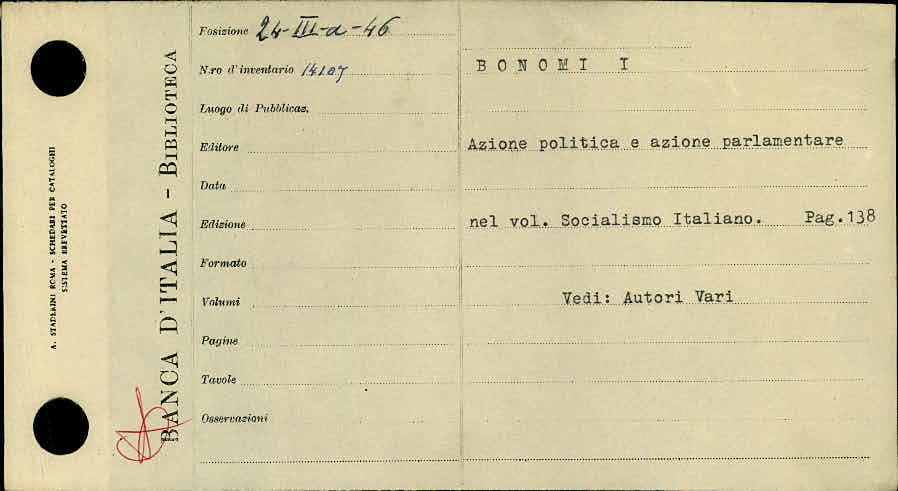 A. STADERINI ROMA - SCHEDARI PER CATALOGHI
SISTEMA BREVETTATO
BANCA D'ITALIA - BIBLIOTECA
Posizione 24-III-a-46
N.ro d'inventario 14107
Luogo di Pubblicaz.
Editore
Data
Edizione
Formato
Volumi
Pagine
Tavole
Osservazioni
BONOMI I
Azione politica e azione parlamentare
nel vol. Socialismo Italiano. Pag.138
Vedi: Autori Vari